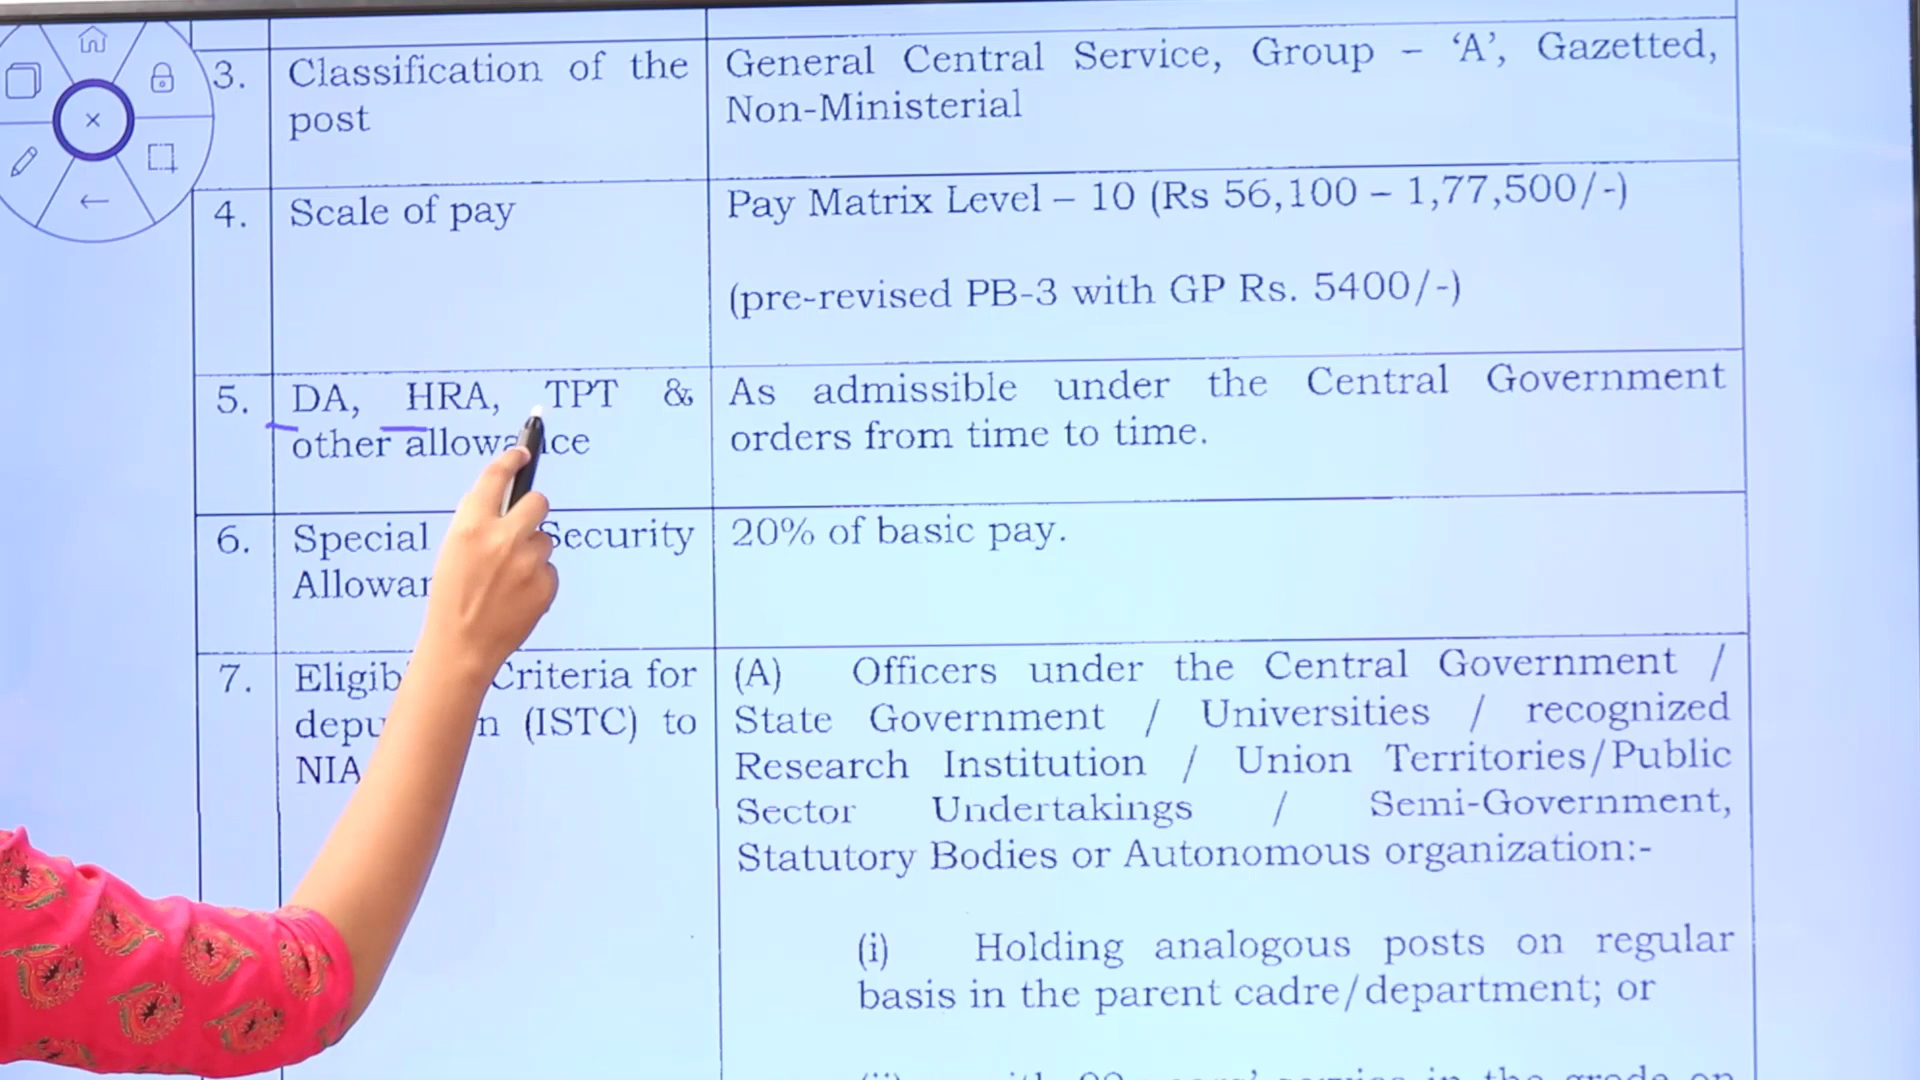 3. Classification of the post
General Central Service, Group – ‘A’, Gazetted,
Non-Ministerial
4. Scale of pay
Pay Matrix Level – 10 (Rs 56,100 – 1,77,500/-)
(pre-revised PB-3 with GP Rs. 5400/-)
5. DA, HRA, TPT &
other
As admissible under the Central Government
orders from time to time.
6. Special Security
20% of basic pay.
7. Criteria for
(ISTC) to
NIA
(A) Officers under the Central Government /
State Government / Universities / recognized
Research Institution / Union Territories/Public
Sector Undertakings / Semi-Government,
Statutory Bodies or Autonomous organization:-
(i) Holding analogous posts on regular
basis in the parent cadre/department; or